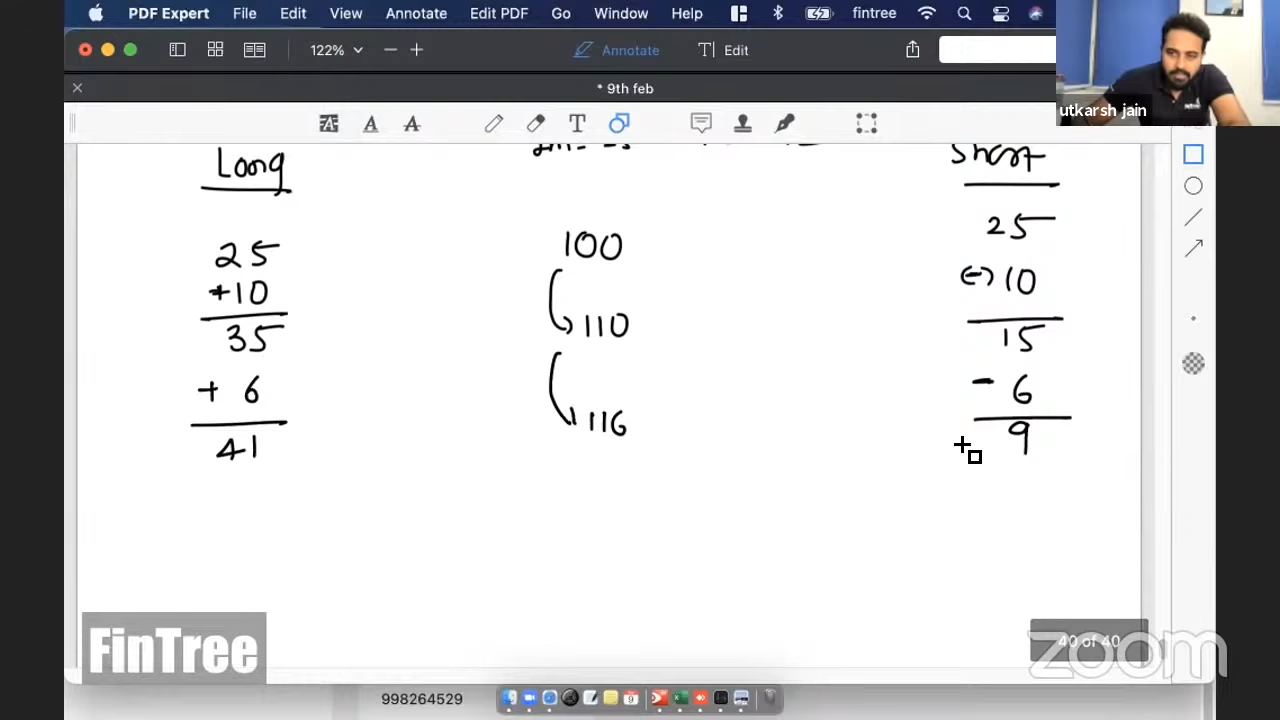 PDF Expert File Edit View Annotate Edit PDF Go Window Help fintree
122% Annotate T Edit
* 9th feb
utkarsh jain
Long
Short
25
+10
35
+ 6
41
100
110
116
25
(-) 10
15
- 6
9
FinTree
40 of 40
zoom
998264529